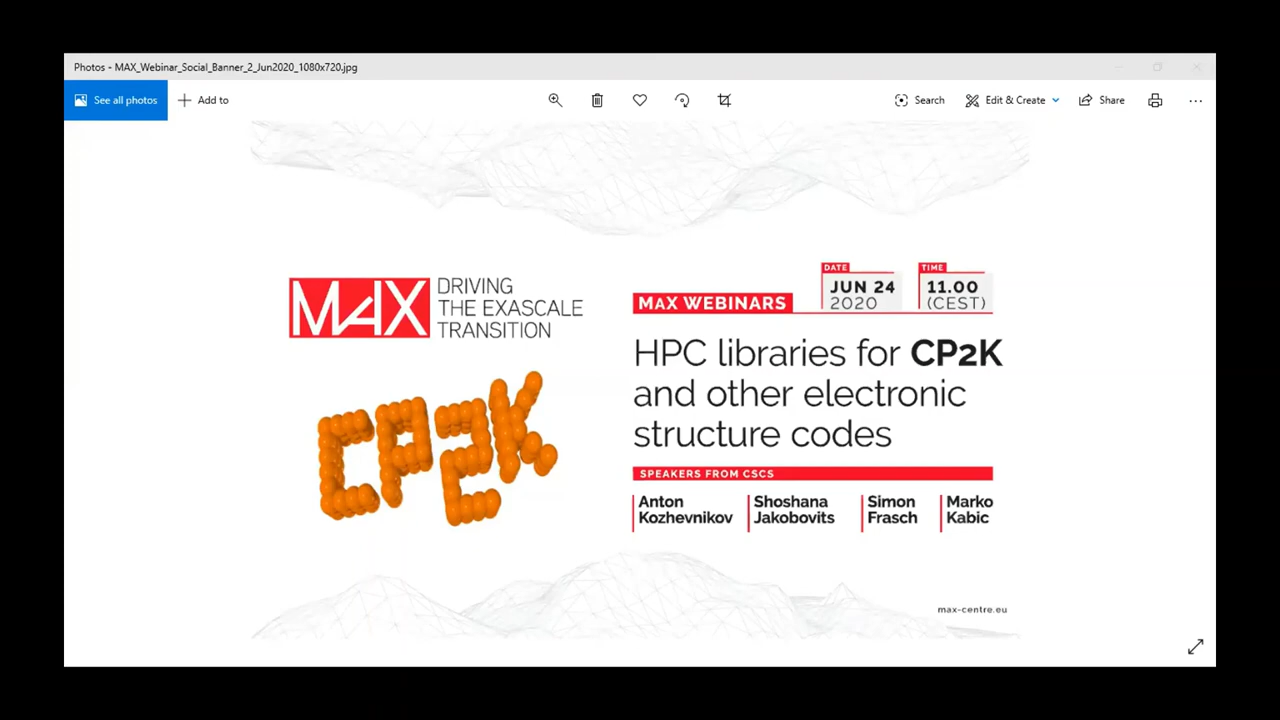 Photos - MAX_Webinar_Social_Banner_2_Jun2020_1080x720.jpg
See all photos
Add to
Search
Edit & Create
Share
MAX
DRIVING
THE EXASCALE
TRANSITION
CP2K
DATE
JUN 24
2020
TIME
11.00
(CEST)
MAX WEBINARS
HPC libraries for CP2K
and other electronic
structure codes
SPEAKERS FROM CSCS
Anton
Kozhevnikov
Shoshana
Jakobovits
Simon
Frasch
Marko
Kabic
max-centre.eu